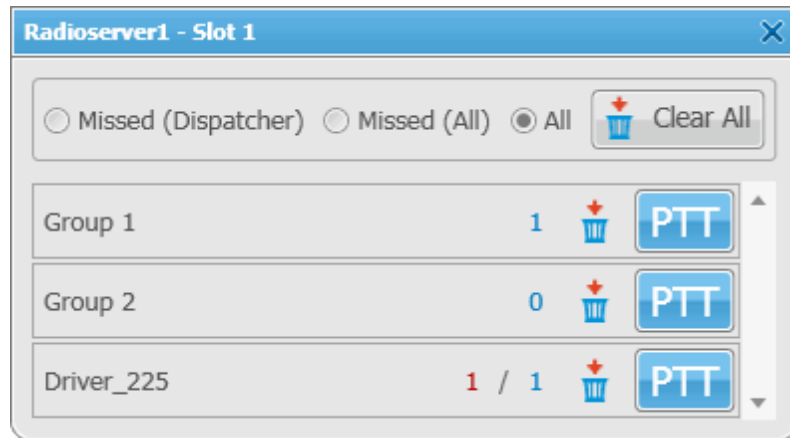 Radioserver1 - Slot 1
Missed (Dispatcher) Missed (All) All Clear All
Group 1 1 PTT
Group 2 0 PTT
Driver_225 1 / 1 PTT